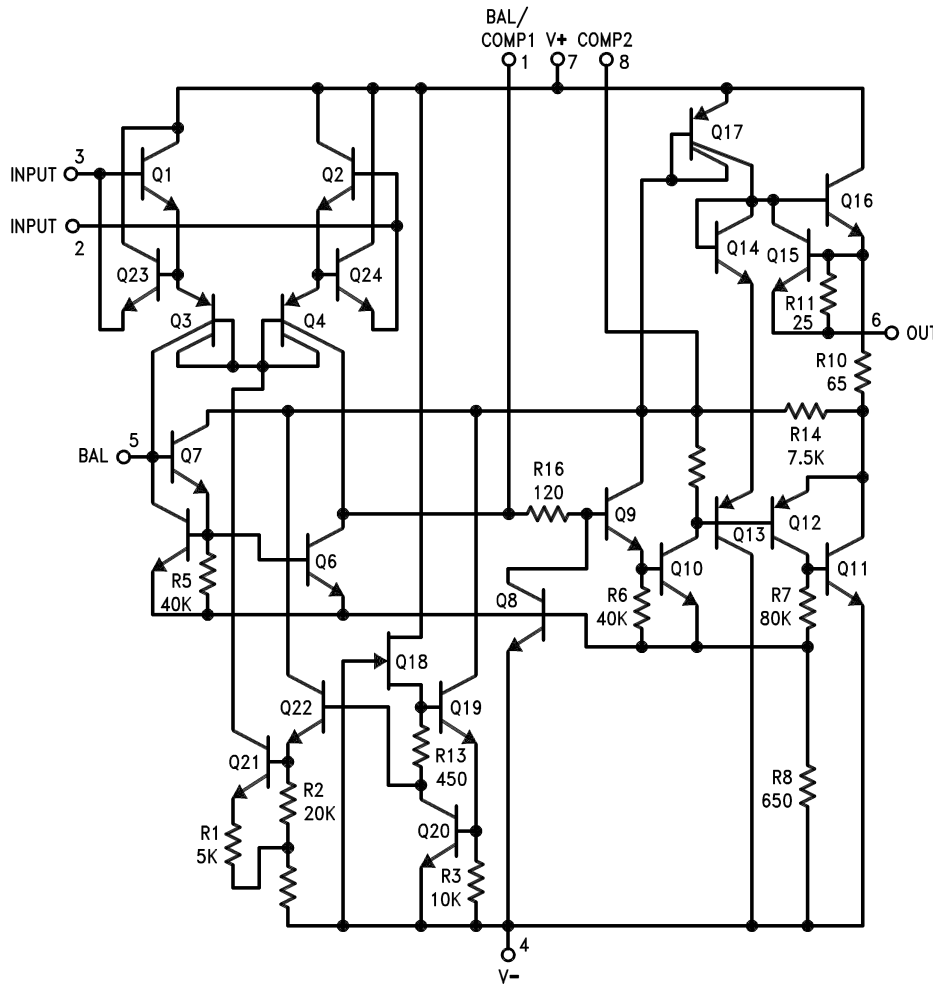 BAL/
COMP1 V+ COMP2
1 7 8
Q17
3
INPUT Q1 Q2
Q16
INPUT
2
Q14 Q15
Q23 Q24
R11
25
6
OUT
Q3 Q4
R10
65
5
BAL Q7
R14
7.5K
R16
120
Q9 Q13 Q12
Q6 Q10 Q11
R5
40K
Q8
R6
40K
R7
80K
Q18
Q22 Q19
Q21
R13
450
R2
20K
R8
650
R1
5K
Q20
R3
10K
4
V-